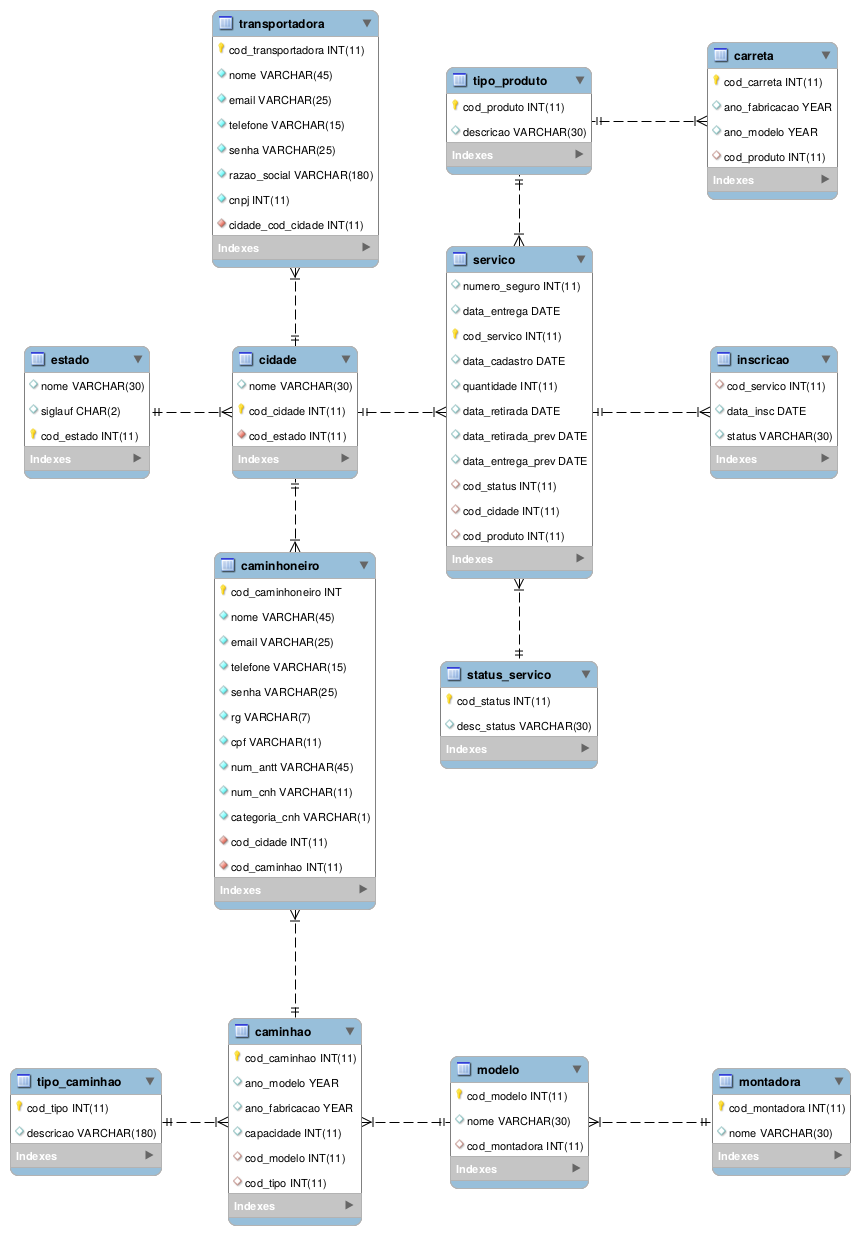 transportadora
cod_transportadora INT(11)
nome VARCHAR(45)
email VARCHAR(25)
telefone VARCHAR(15)
senha VARCHAR(25)
razao_social VARCHAR(180)
cnpj INT(11)
cidade_cod_cidade INT(11)
Indexes
tipo_produto
cod_produto INT(11)
descricao VARCHAR(30)
Indexes
carreta
cod_carreta INT(11)
ano_fabricacao YEAR
ano_modelo YEAR
cod_produto INT(11)
Indexes
estado
nome VARCHAR(30)
siglauf CHAR(2)
cod_estado INT(11)
Indexes
cidade
nome VARCHAR(30)
cod_cidade INT(11)
cod_estado INT(11)
Indexes
servico
numero_seguro INT(11)
data_entrega DATE
cod_servico INT(11)
data_cadastro DATE
quantidade INT(11)
data_retirada DATE
data_retirada_prev DATE
data_entrega_prev DATE
cod_status INT(11)
cod_cidade INT(11)
cod_produto INT(11)
Indexes
inscricao
cod_servico INT(11)
data_insc DATE
status VARCHAR(30)
Indexes
caminhoneiro
cod_caminhoneiro INT
nome VARCHAR(45)
email VARCHAR(25)
telefone VARCHAR(15)
senha VARCHAR(25)
rg VARCHAR(7)
cpf VARCHAR(11)
num_antt VARCHAR(45)
num_cnh VARCHAR(11)
categoria_cnh VARCHAR(1)
cod_cidade INT(11)
cod_caminhao INT(11)
Indexes
status_servico
cod_status INT(11)
desc_status VARCHAR(30)
Indexes
tipo_caminhao
cod_tipo INT(11)
descricao VARCHAR(180)
Indexes
caminhao
cod_caminhao INT(11)
ano_modelo YEAR
ano_fabricacao YEAR
capacidade INT(11)
cod_modelo INT(11)
cod_tipo INT(11)
Indexes
modelo
cod_modelo INT(11)
nome VARCHAR(30)
cod_montadora INT(11)
Indexes
montadora
cod_montadora INT(11)
nome VARCHAR(30)
Indexes